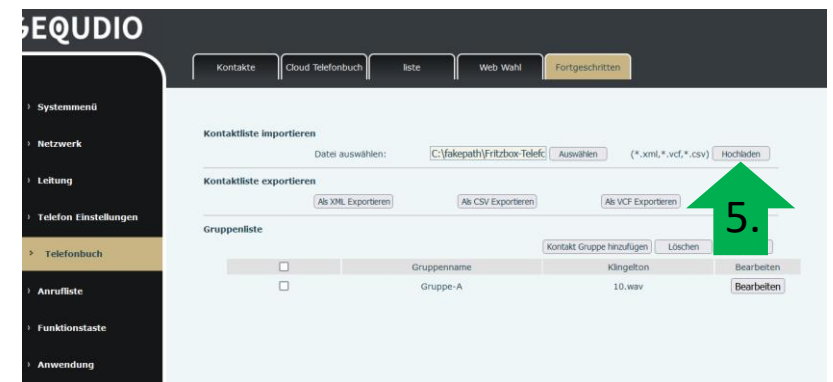 GEQUDIO
Kontakte Cloud Telefonbuch liste Web Wahl Fortgeschritten
Systemmenü
Netzwerk
Leitung
Telefon Einstellungen
Telefonbuch
Anrufliste
Funktionstaste
Anwendung
Kontaktliste importieren
Datei auswählen: C:\fakepath\Fritzbox-Telefc Auswählen (*.xml,*.vcf,*.csv) Hochladen
Kontaktliste exportieren
Als XML Exportieren Als CSV Exportieren Als VCF Exportieren
5.
Gruppenliste
Kontakt Gruppe hinzufügen Löschen
Gruppenname Klingelton Bearbeiten
Gruppe-A 10.wav Bearbeiten